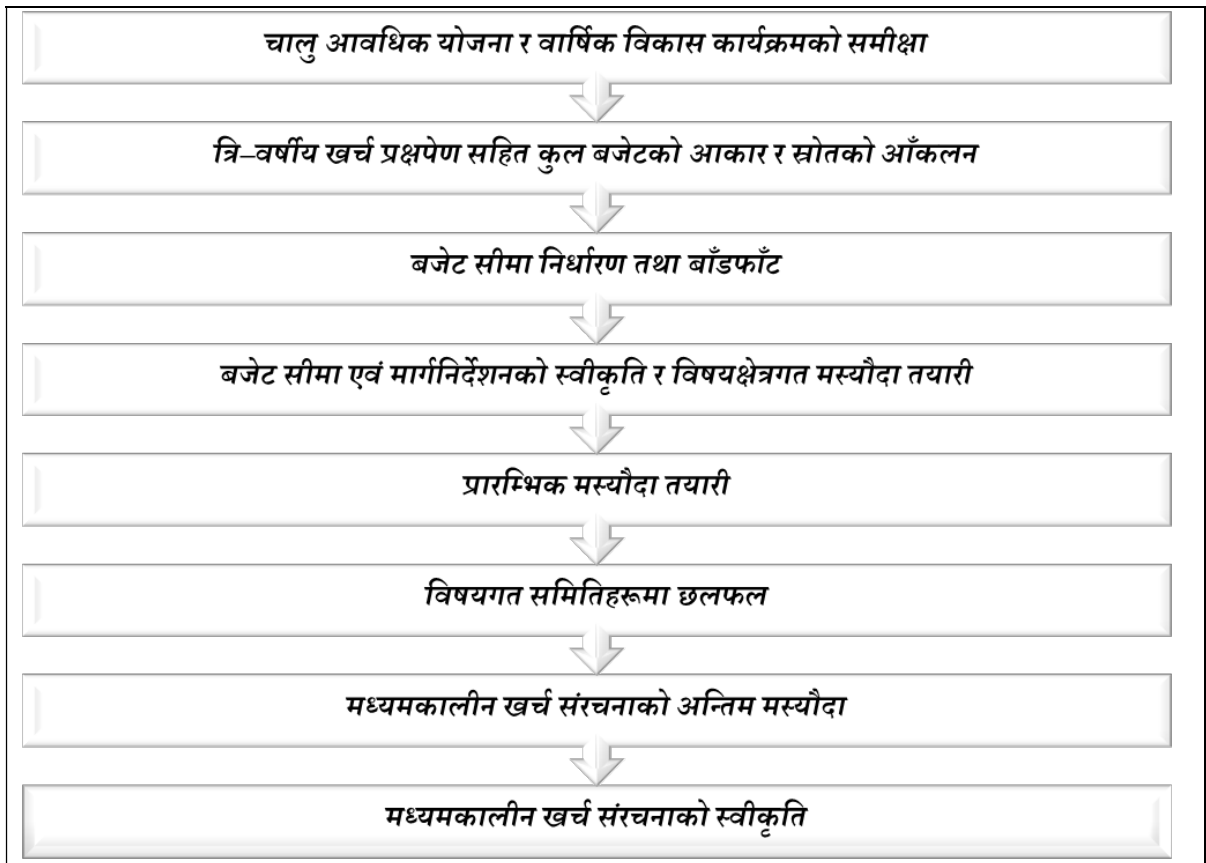 चालु आवधिक योजना र वार्षिक विकास कार्यक्रमको समीक्षा
त्रि–वर्षीय खर्च प्रक्षपेण सहित कुल बजेटको आकार र स्रोतको आँकलन
बजेट सीमा निर्धारण तथा बाँडफाँट
बजेट सीमा एवं मार्गनिर्देशनको स्वीकृति र विषयक्षेत्रगत मस्यौदा तयारी
प्रारम्भिक मस्यौदा तयारी
विषयगत समितिहरूमा छलफल
मध्यमकालीन खर्च संरचनाको अन्तिम मस्यौदा
मध्यमकालीन खर्च संरचनाको स्वीकृति